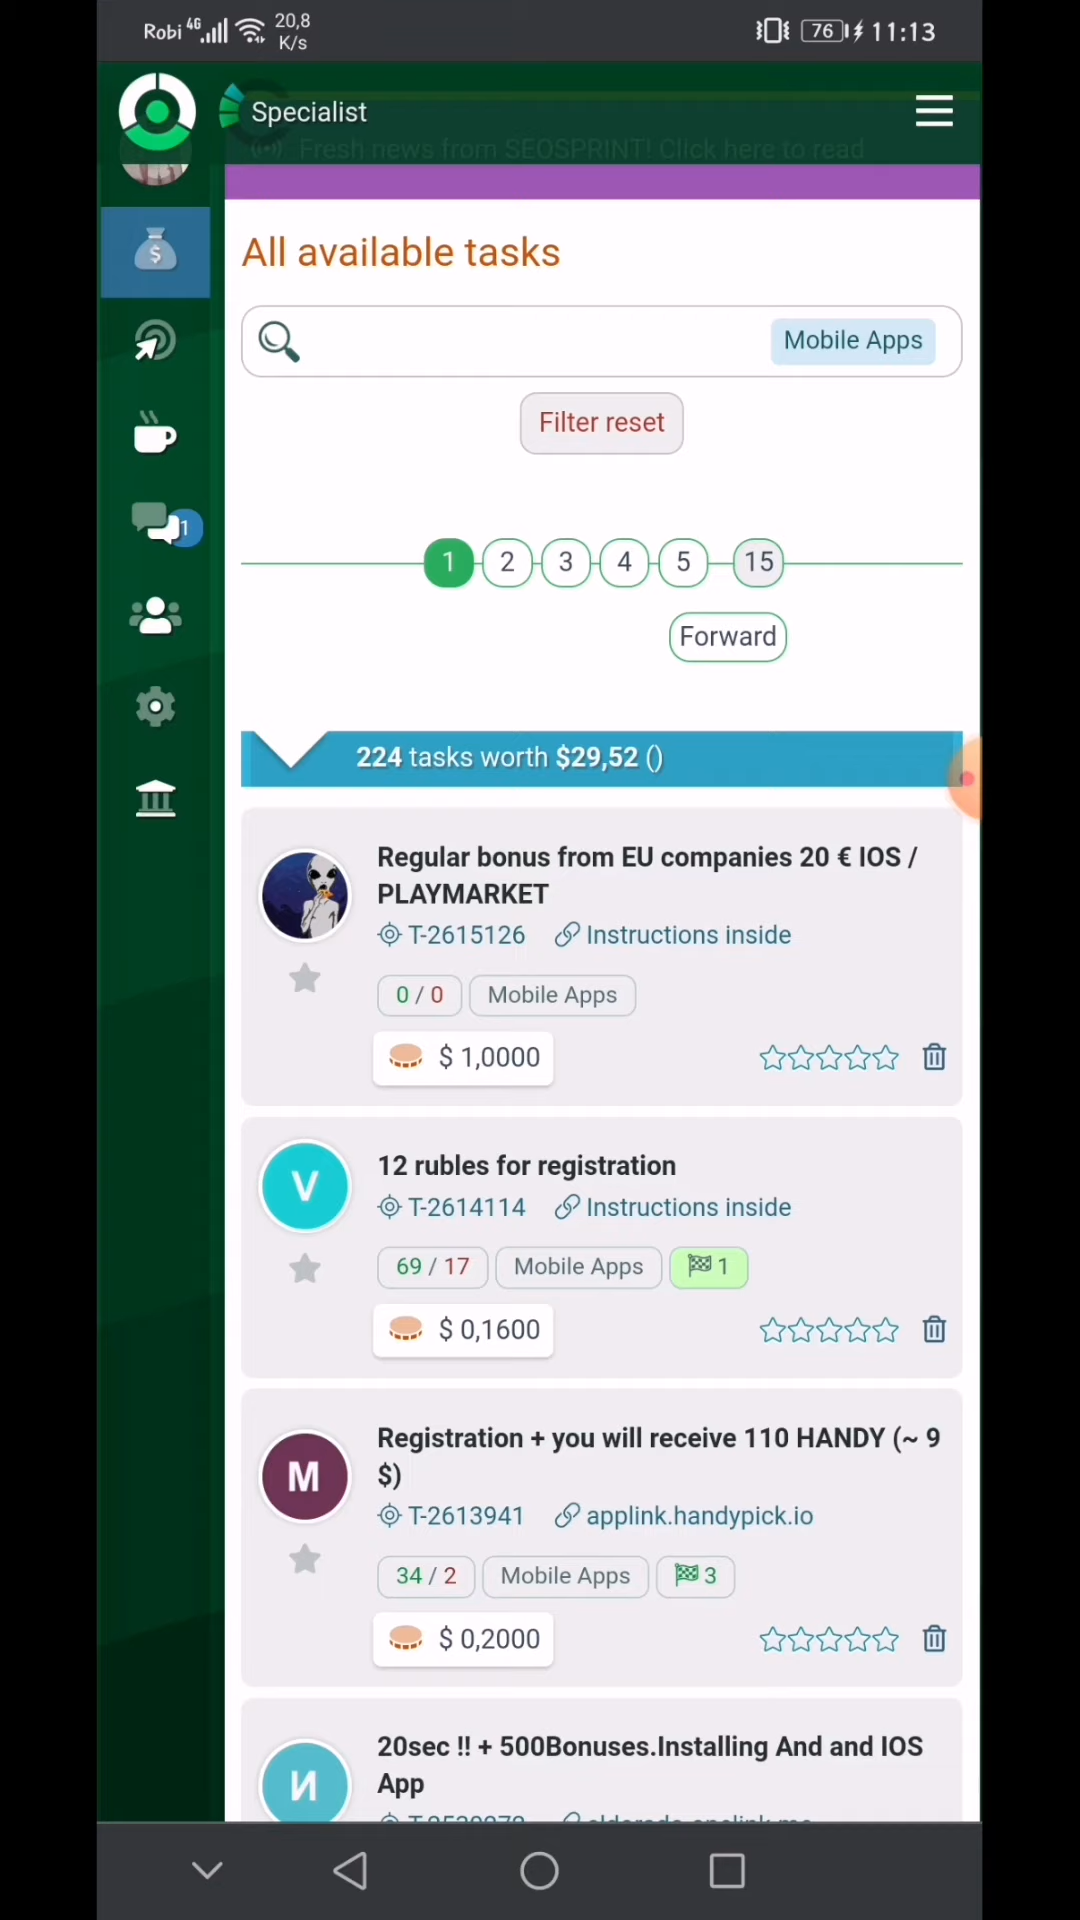 Robi 4G 20,8 K/s 76 11:13
Specialist
Fresh news from SEOSPRINT! Click here to read
All available tasks
Mobile Apps
Filter reset
1
1 2 3 4 5 15
Forward
224 tasks worth $29,52 ()
Regular bonus from EU companies 20 € IOS /
PLAYMARKET
T-2615126 Instructions inside
0 / 0 Mobile Apps
$ 1,0000
V
12 rubles for registration
T-2614114 Instructions inside
69 / 17 Mobile Apps 1
$ 0,1600
M
Registration + you will receive 110 HANDY (~ 9
$)
T-2613941 applink.handypick.io
34 / 2 Mobile Apps 3
$ 0,2000
И
20sec !! + 500Bonuses.Installing And and IOS
App